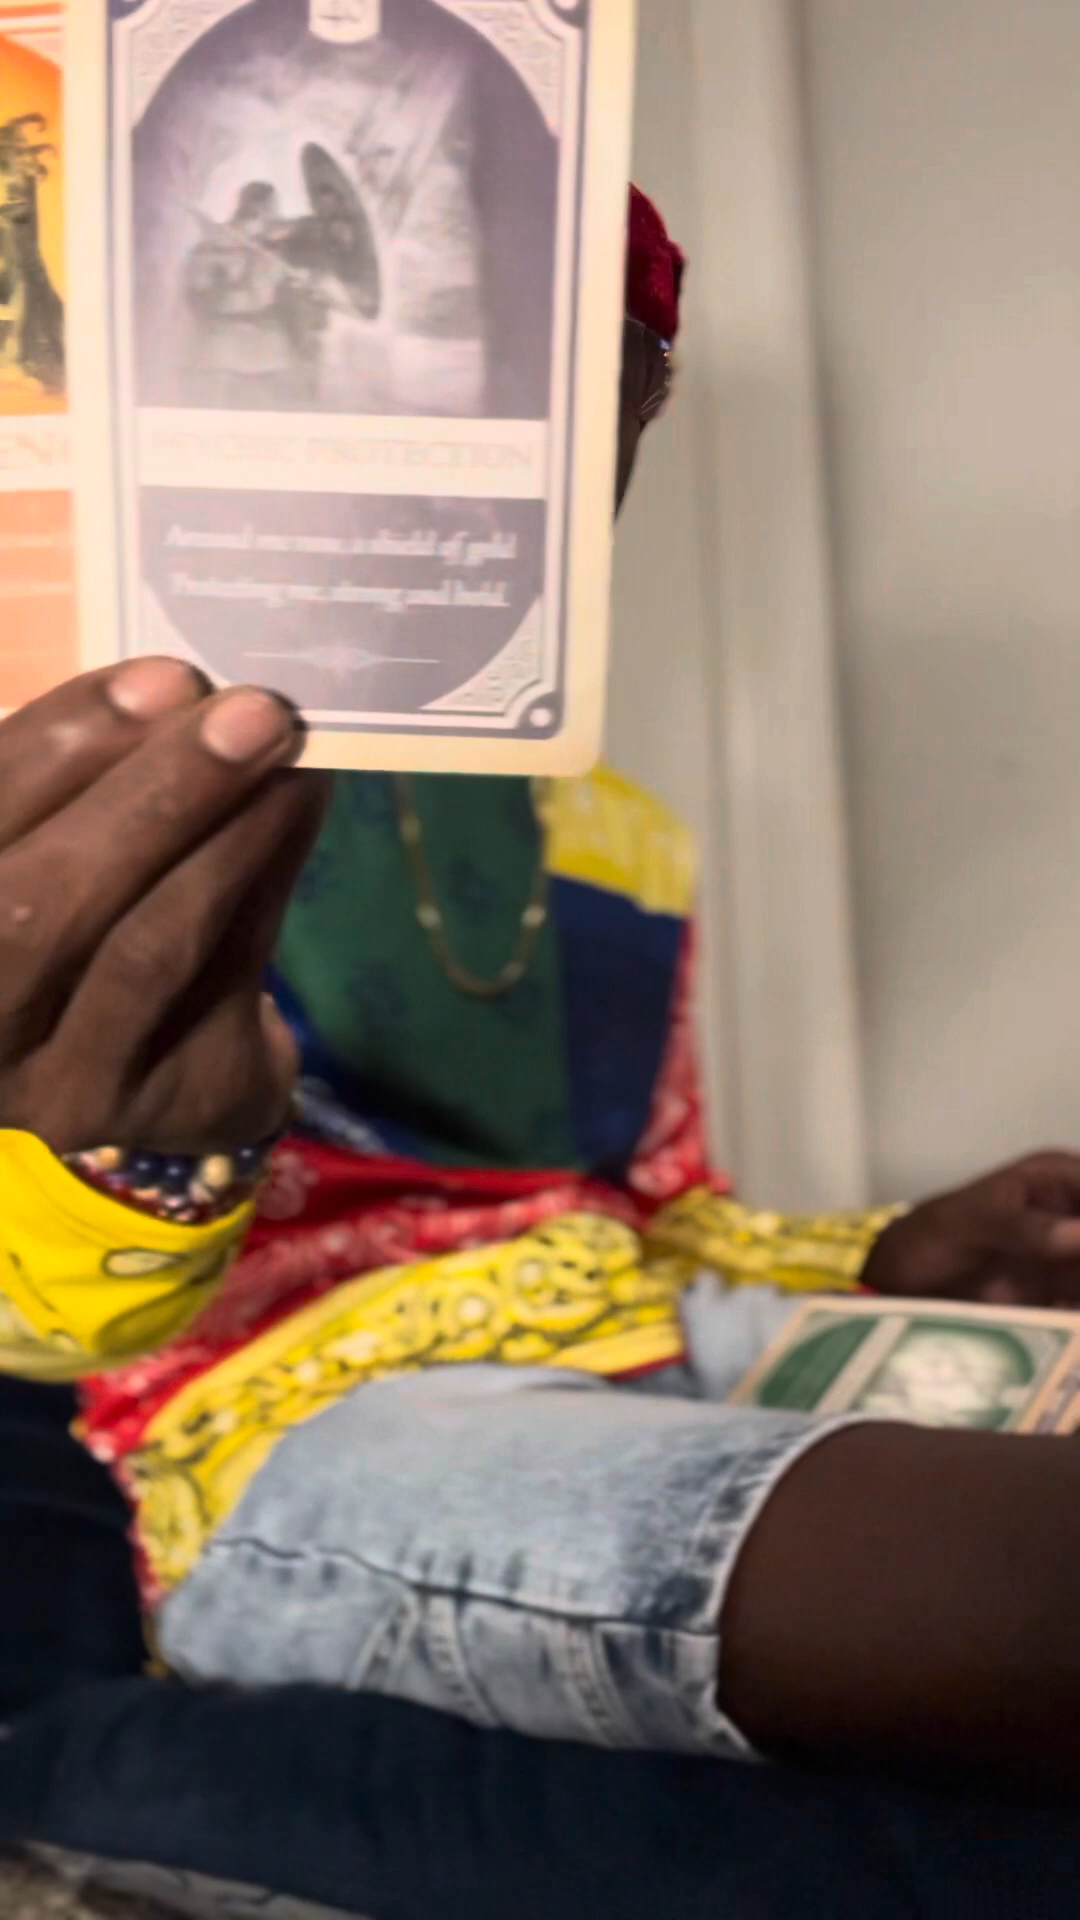 PSYCHIC PROTECTION
Around me now, a shield of gold
Protecting me, strong and bold.